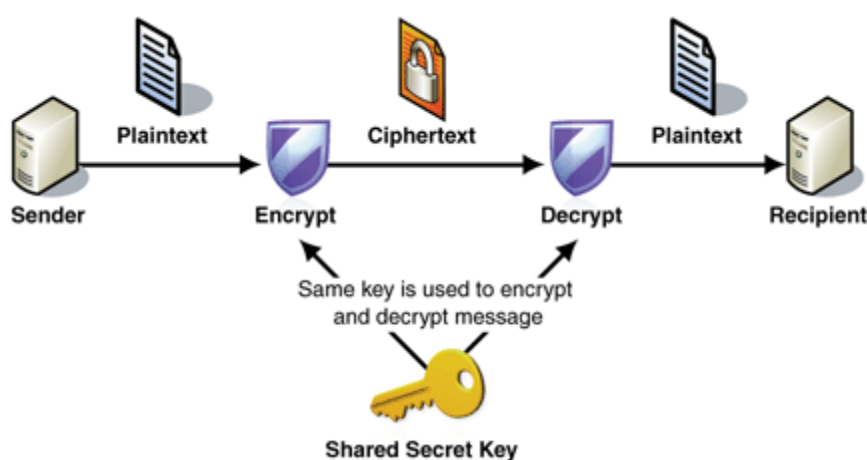 Plaintext
Ciphertext
Plaintext
Sender
Encrypt
Decrypt
Recipient
Same key is used to encrypt
and decrypt message
Shared Secret Key